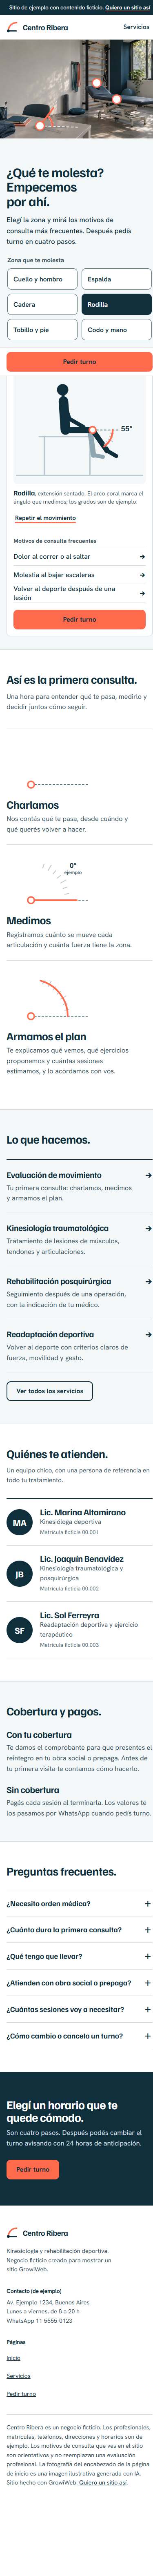 Sitio de ejemplo con contenido ficticio. Quiero un sitio así
Centro Ribera
Servicios
¿Qué te molesta?
Empecemos
por ahí.
Elegí la zona y mirá los motivos de
consulta más frecuentes. Después pedís
turno en cuatro pasos.
Zona que te molesta
Cuello y hombro
Espalda
Cadera
Rodilla
Tobillo y pie
Codo y mano
Pedir turno
55°
Rodilla, extensión sentado. El arco coral marca el
ángulo que medimos; los grados son de ejemplo.
Repetir el movimiento
Motivos de consulta frecuentes
Dolor al correr o al saltar
Molestia al bajar escaleras
Volver al deporte después de una
lesión
Pedir turno
Así es la primera consulta.
Una hora para entender qué te pasa, medirlo y
decidir juntos cómo seguir.
Charlamos
Nos contás qué te pasa, desde cuándo y
qué querés volver a hacer.
0°
ejemplo
Medimos
Registramos cuánto se mueve cada
articulación y cuánta fuerza tiene la zona.
Armamos el plan
Te explicamos qué vemos, qué ejercicios
proponemos y cuántas sesiones
estimamos, y lo acordamos con vos.
Lo que hacemos.
Evaluación de movimiento
Tu primera consulta: charlamos, medimos
y armamos el plan.
Kinesiología traumatológica
Tratamiento de lesiones de músculos,
tendones y articulaciones.
Rehabilitación posquirúrgica
Seguimiento después de una operación,
con la indicación de tu médico.
Readaptación deportiva
Volver al deporte con criterios claros de
fuerza, movilidad y gesto.
Ver todos los servicios
Quiénes te atienden.
Un equipo chico, con una persona de referencia en
todo tu tratamiento.
MA
Lic. Marina Altamirano
Kinesióloga deportiva
Matrícula ficticia 00.001
JB
Lic. Joaquín Benavídez
Kinesiología traumatológica y
posquirúrgica
Matrícula ficticia 00.002
SF
Lic. Sol Ferreyra
Readaptación deportiva y ejercicio
terapéutico
Matrícula ficticia 00.003
Cobertura y pagos.
Con tu cobertura
Te damos el comprobante para que presentes el
reintegro en tu obra social o prepaga. Antes de
tu primera visita te contamos cómo hacerlo.
Sin cobertura
Pagás cada sesión al terminarla. Los valores te
los pasamos por WhatsApp cuando pedís turno.
Preguntas frecuentes.
¿Necesito orden médica?
¿Cuánto dura la primera consulta?
¿Qué tengo que llevar?
¿Atienden con obra social o prepaga?
¿Cuántas sesiones voy a necesitar?
¿Cómo cambio o cancelo un turno?
Elegí un horario que te
quede cómodo.
Son cuatro pasos. Después podés cambiar el
turno avisando con 24 horas de anticipación.
Pedir turno
Centro Ribera
Kinesiología y rehabilitación deportiva.
Negocio ficticio creado para mostrar un
sitio GrowiWeb.
Contacto (de ejemplo)
Av. Ejemplo 1234, Buenos Aires
Lunes a viernes, de 8 a 20 h
WhatsApp 11 5555-0123
Páginas
Inicio
Servicios
Pedir turno
Centro Ribera es un negocio ficticio. Los profesionales,
matrículas, teléfonos, direcciones y horarios son de
ejemplo. Los motivos de consulta que ves en el sitio
son orientativos y no reemplazan una evaluación
profesional. La fotografía del encabezado de la página
de inicio es una imagen ilustrativa generada con IA.
Sitio hecho con GrowiWeb. Quiero un sitio así.